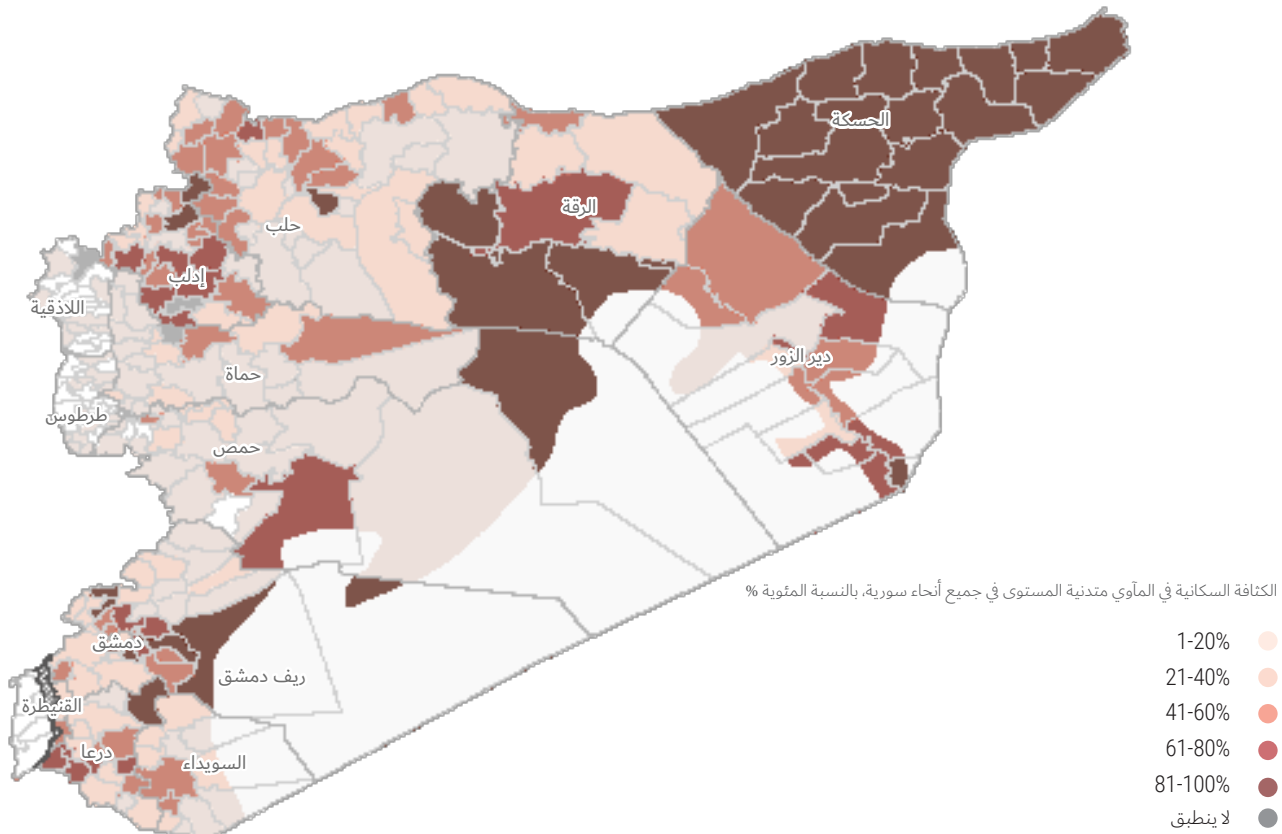 الحسكة
الرقة
حلب
إدلب
اللاذقية
دير الزور
حماة
طرطوس
حمص
الكثافة السكانية في المآوي متدنية المستوى في جميع أنحاء سورية، بالنسبة المئوية %
1-20%
دمشق
21-40%
ريف دمشق
القنيطرة
41-60%
درعا
السويداء
61-80%
81-100%
لا ينطبق